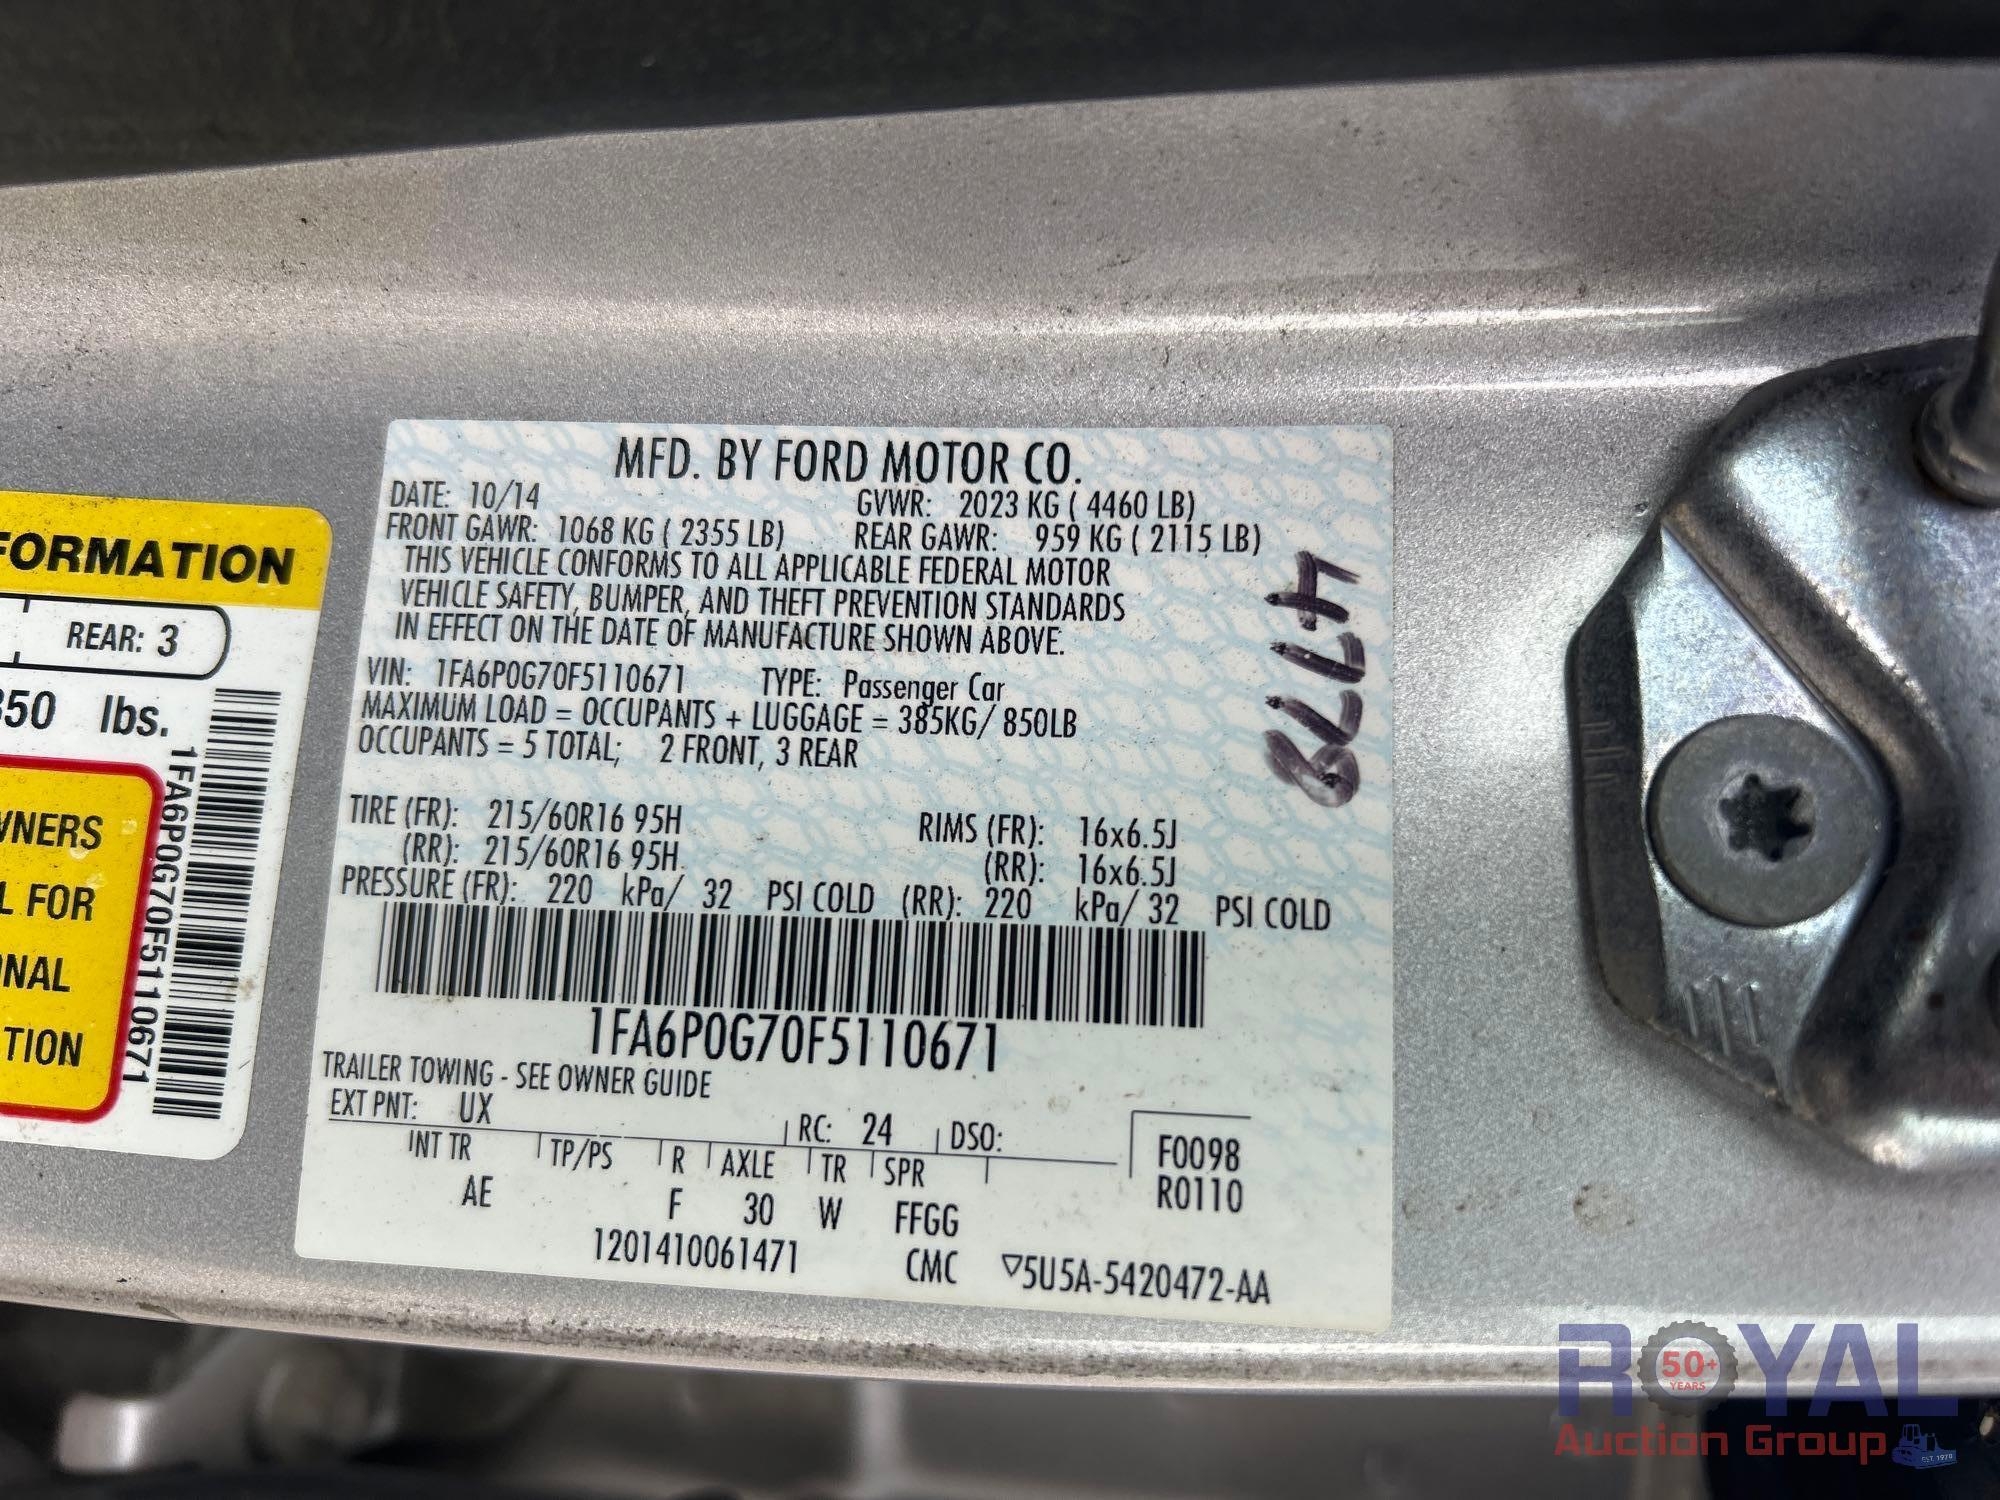 MFD. BY FORD MOTOR CO.
DATE: 10/14 GVWR: 2023 KG ( 4460 LB)
FRONT GAWR: 1068 KG ( 2355 LB) REAR GAWR: 959 KG ( 2115 LB)
THIS VEHICLE CONFORMS TO ALL APPLICABLE FEDERAL MOTOR
VEHICLE SAFETY, BUMPER, AND THEFT PREVENTION STANDARDS
IN EFFECT ON THE DATE OF MANUFACTURE SHOWN ABOVE.
VIN: 1FA6P0G70F5110671 TYPE: Passenger Car
MAXIMUM LOAD = OCCUPANTS + LUGGAGE = 385KG/ 850LB
OCCUPANTS = 5 TOTAL; 2 FRONT, 3 REAR
TIRE (FR): 215/60R16 95H RIMS (FR): 16x6.5J
(RR): 215/60R16 95H (RR): 16x6.5J
PRESSURE (FR): 220 kPa/ 32 PSI COLD (RR): 220 kPa/ 32 PSI COLD
1FA6P0G70F5110671
TRAILER TOWING - SEE OWNER GUIDE
EXT PNT: UX RC: 24 DSO: F0098
INT TR TP/PS R AXLE TR SPR R0110
AE F 30 W FFGG
1201410061471 CMC ▽5U5A-5420472-AA
FORMATION
REAR: 3
350 lbs.
WNERS
L FOR
NAL
TION
1FA6P0G70F5110671
ROYAL
50+
YEARS
Auction Group
EST. 1970